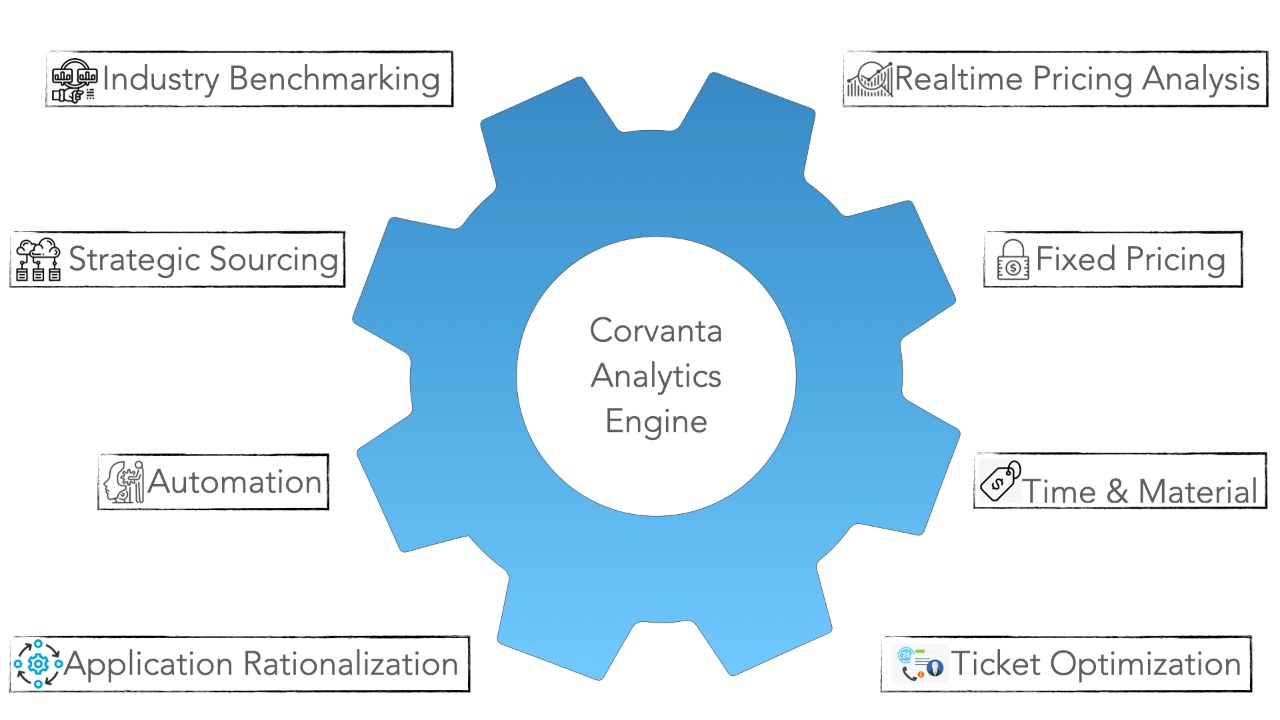 Industry Benchmarking
Realtime Pricing Analysis
Strategic Sourcing
Fixed Pricing
Corvanta
Analytics
Engine
Automation
Time & Material
Application Rationalization
Ticket Optimization